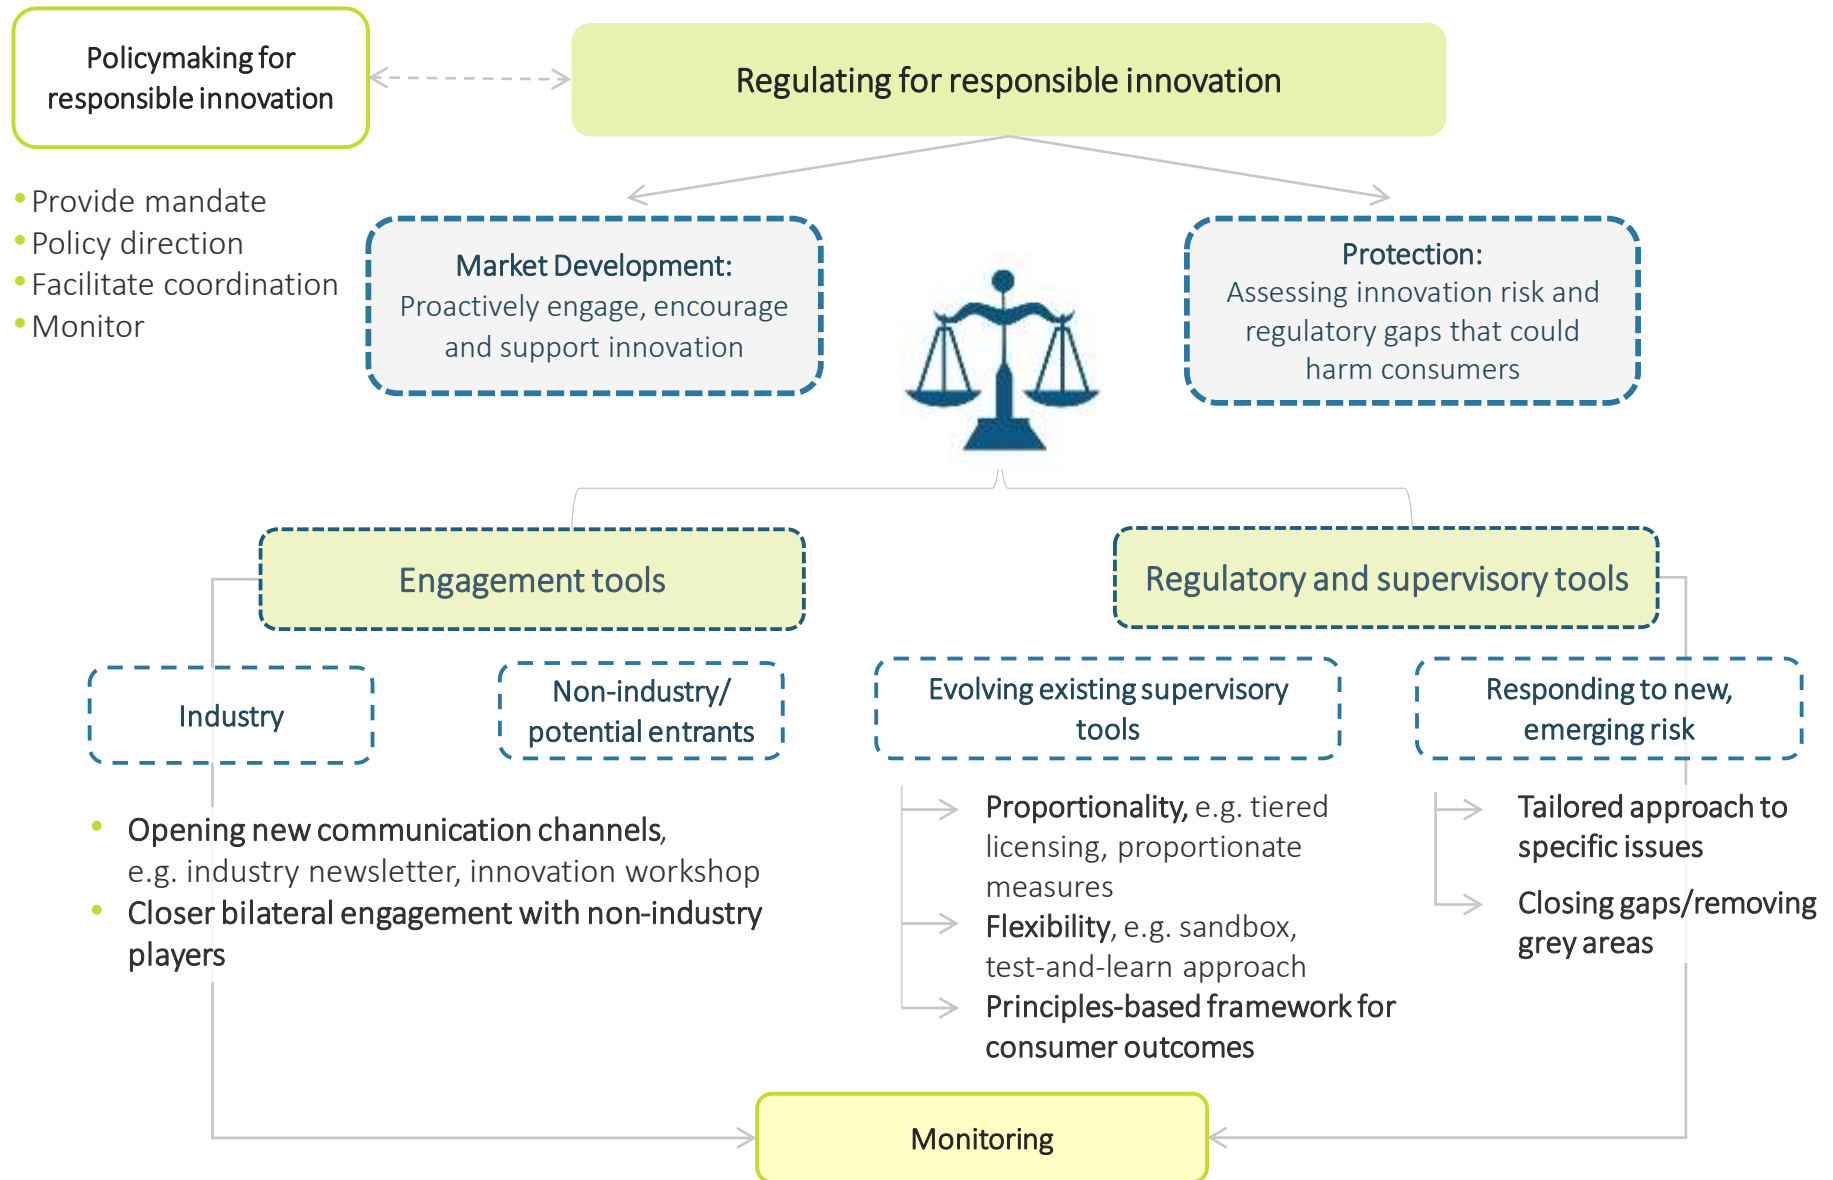 Policymaking for
responsible innovation
Regulating for responsible innovation
• Provide mandate
• Policy direction
• Facilitate coordination
• Monitor
Market Development:
Proactively engage, encourage
and support innovation
Protection:
Assessing innovation risk and
regulatory gaps that could
harm consumers
Engagement tools
Regulatory and supervisory tools
Industry
Non-industry/
potential entrants
Evolving existing supervisory
tools
Responding to new,
emerging risk
• Opening new communication channels,
e.g. industry newsletter, innovation workshop
• Closer bilateral engagement with non-industry
players
Proportionality, e.g. tiered
licensing, proportionate
measures
Flexibility, e.g. sandbox,
test-and-learn approach
Principles-based framework for
consumer outcomes
Tailored approach to
specific issues
Closing gaps/removing
grey areas
Monitoring